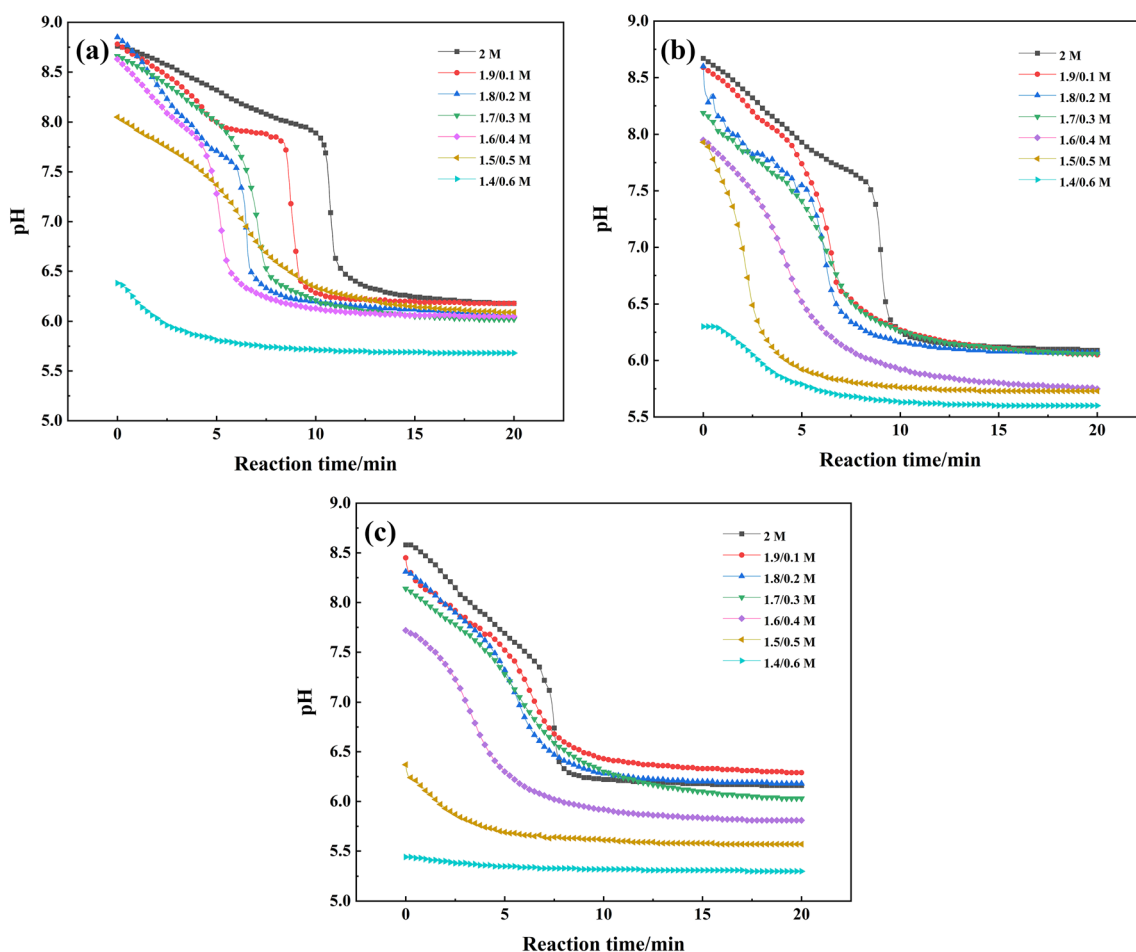 (a)
2 M
1.9/0.1 M
1.8/0.2 M
1.7/0.3 M
1.6/0.4 M
1.5/0.5 M
1.4/0.6 M
9.0
8.5
8.0
7.5
7.0
6.5
6.0
5.5
5.0
pH
0 5 10 15 20
Reaction time/min
(b)
2 M
1.9/0.1 M
1.8/0.2 M
1.7/0.3 M
1.6/0.4 M
1.5/0.5 M
1.4/0.6 M
9.0
8.5
8.0
7.5
7.0
6.5
6.0
5.5
pH
0 5 10 15 20
Reaction time/min
(c)
2 M
1.9/0.1 M
1.8/0.2 M
1.7/0.3 M
1.6/0.4 M
1.5/0.5 M
1.4/0.6 M
9.0
8.5
8.0
7.5
7.0
6.5
6.0
5.5
5.0
pH
0 5 10 15 20
Reaction time/min